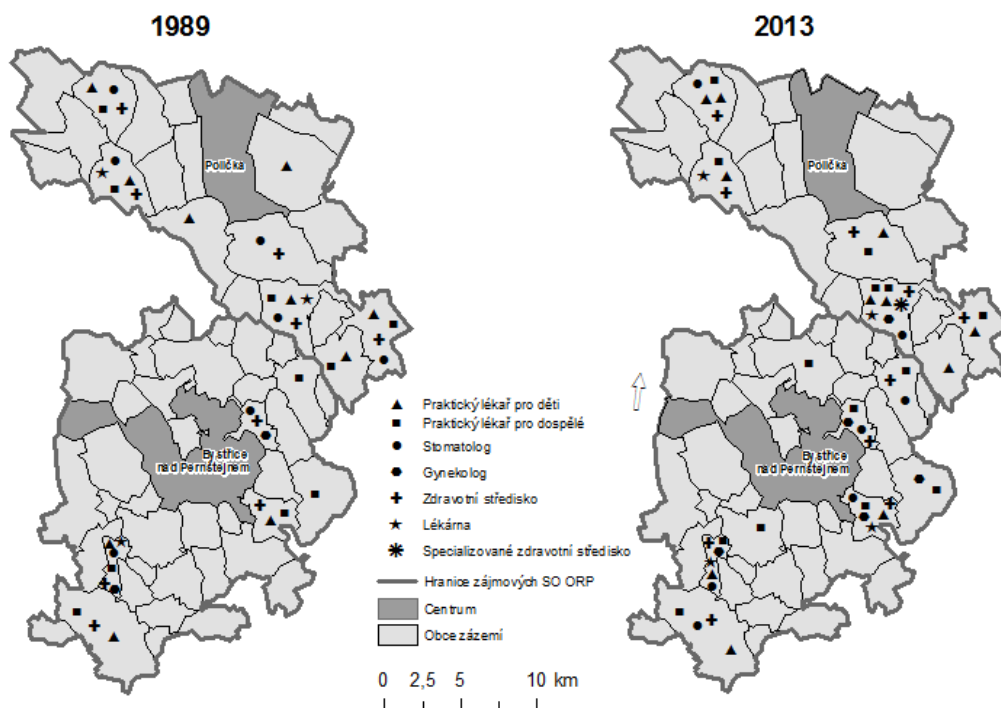 1989
2013
Polička
Polička
Bystřice
nad Pernštejnem
Bystřice
nad Pernštejnem
Praktický lékař pro děti
Praktický lékař pro dospělé
Stomatolog
Gynekolog
Zdravotní středisko
Lékárna
Specializované zdravotní středisko
Hranice zájmových SO ORP
Centrum
Obce zázemí
0 2,5 5 10 km